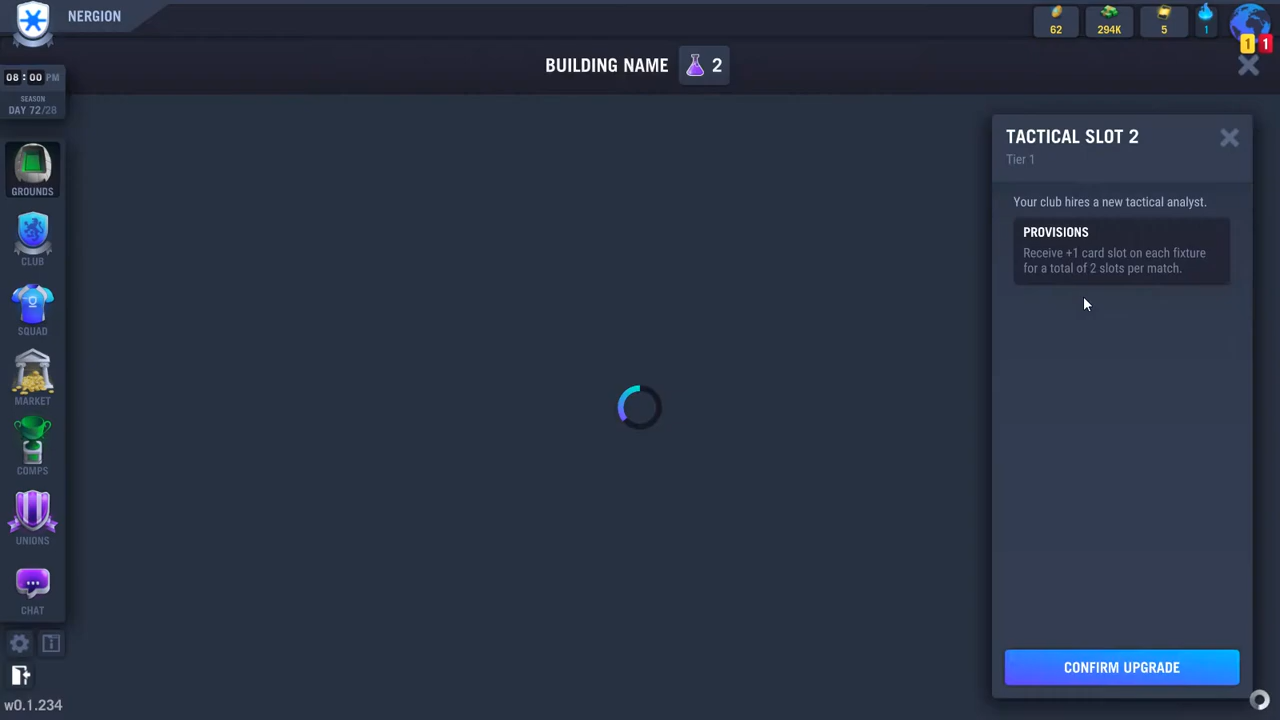 NERGION
62
294K
5
1
1
1
08 : 00 PM
SEASON
DAY 72/28
BUILDING NAME
2
TACTICAL SLOT 2
Tier 1
Your club hires a new tactical analyst.
PROVISIONS
Receive +1 card slot on each fixture
for a total of 2 slots per match.
GROUNDS
CLUB
SQUAD
MARKET
COMPS
UNIONS
CHAT
CONFIRM UPGRADE
w0.1.234